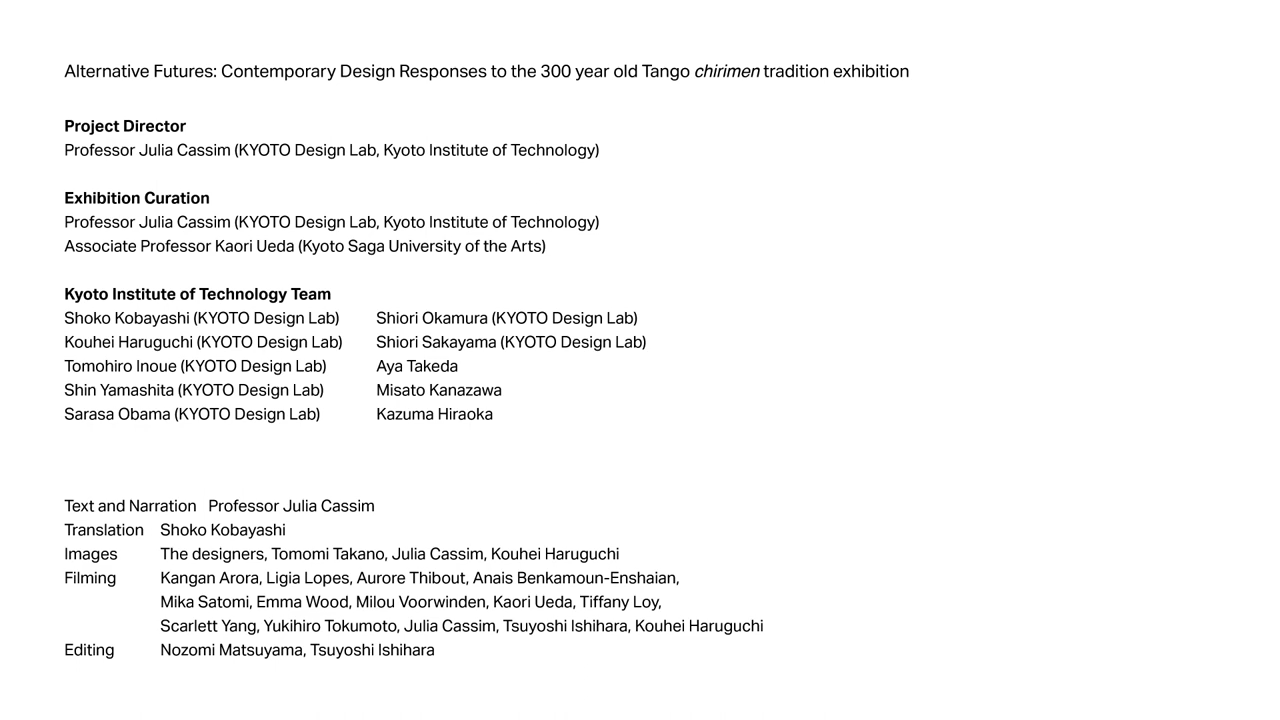 Alternative Futures: Contemporary Design Responses to the 300 year old Tango chirimen tradition exhibition
Project Director
Professor Julia Cassim (KYOTO Design Lab, Kyoto Institute of Technology)
Exhibition Curation
Professor Julia Cassim (KYOTO Design Lab, Kyoto Institute of Technology)
Associate Professor Kaori Ueda (Kyoto Saga University of the Arts)
Kyoto Institute of Technology Team
Shoko Kobayashi (KYOTO Design Lab) Shiori Okamura (KYOTO Design Lab)
Kouhei Haruguchi (KYOTO Design Lab) Shiori Sakayama (KYOTO Design Lab)
Tomohiro Inoue (KYOTO Design Lab) Aya Takeda
Shin Yamashita (KYOTO Design Lab) Misato Kanazawa
Sarasa Obama (KYOTO Design Lab) Kazuma Hiraoka
Text and Narration Professor Julia Cassim
Translation Shoko Kobayashi
Images The designers, Tomomi Takano, Julia Cassim, Kouhei Haruguchi
Filming Kangan Arora, Ligia Lopes, Aurore Thibout, Anais Benkamoun-Enshaian,
Mika Satomi, Emma Wood, Milou Voorwinden, Kaori Ueda, Tiffany Loy,
Scarlett Yang, Yukihiro Tokumoto, Julia Cassim, Tsuyoshi Ishihara, Kouhei Haruguchi
Editing Nozomi Matsuyama, Tsuyoshi Ishihara